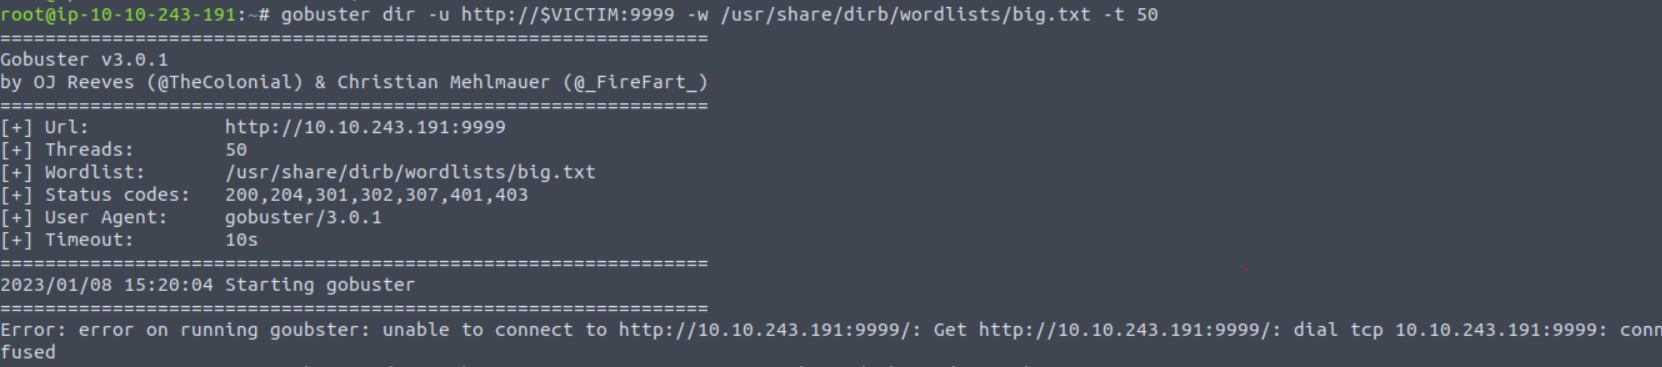 root@ip-10-10-243-191:~# gobuster dir -u http://$VICTIM:9999 -w /usr/share/dirb/wordlists/big.txt -t 50
===============================================================
Gobuster v3.0.1
by OJ Reeves (@TheColonial) & Christian Mehlmauer (@_FireFart_)
===============================================================
[+] Url:            http://10.10.243.191:9999
[+] Threads:        50
[+] Wordlist:       /usr/share/dirb/wordlists/big.txt
[+] Status codes:   200,204,301,302,307,401,403
[+] User Agent:     gobuster/3.0.1
[+] Timeout:        10s
===============================================================
2023/01/08 15:20:04 Starting gobuster
===============================================================
Error: error on running goubster: unable to connect to http://10.10.243.191:9999/: Get http://10.10.243.191:9999/: dial tcp 10.10.243.191:9999: conn
fused